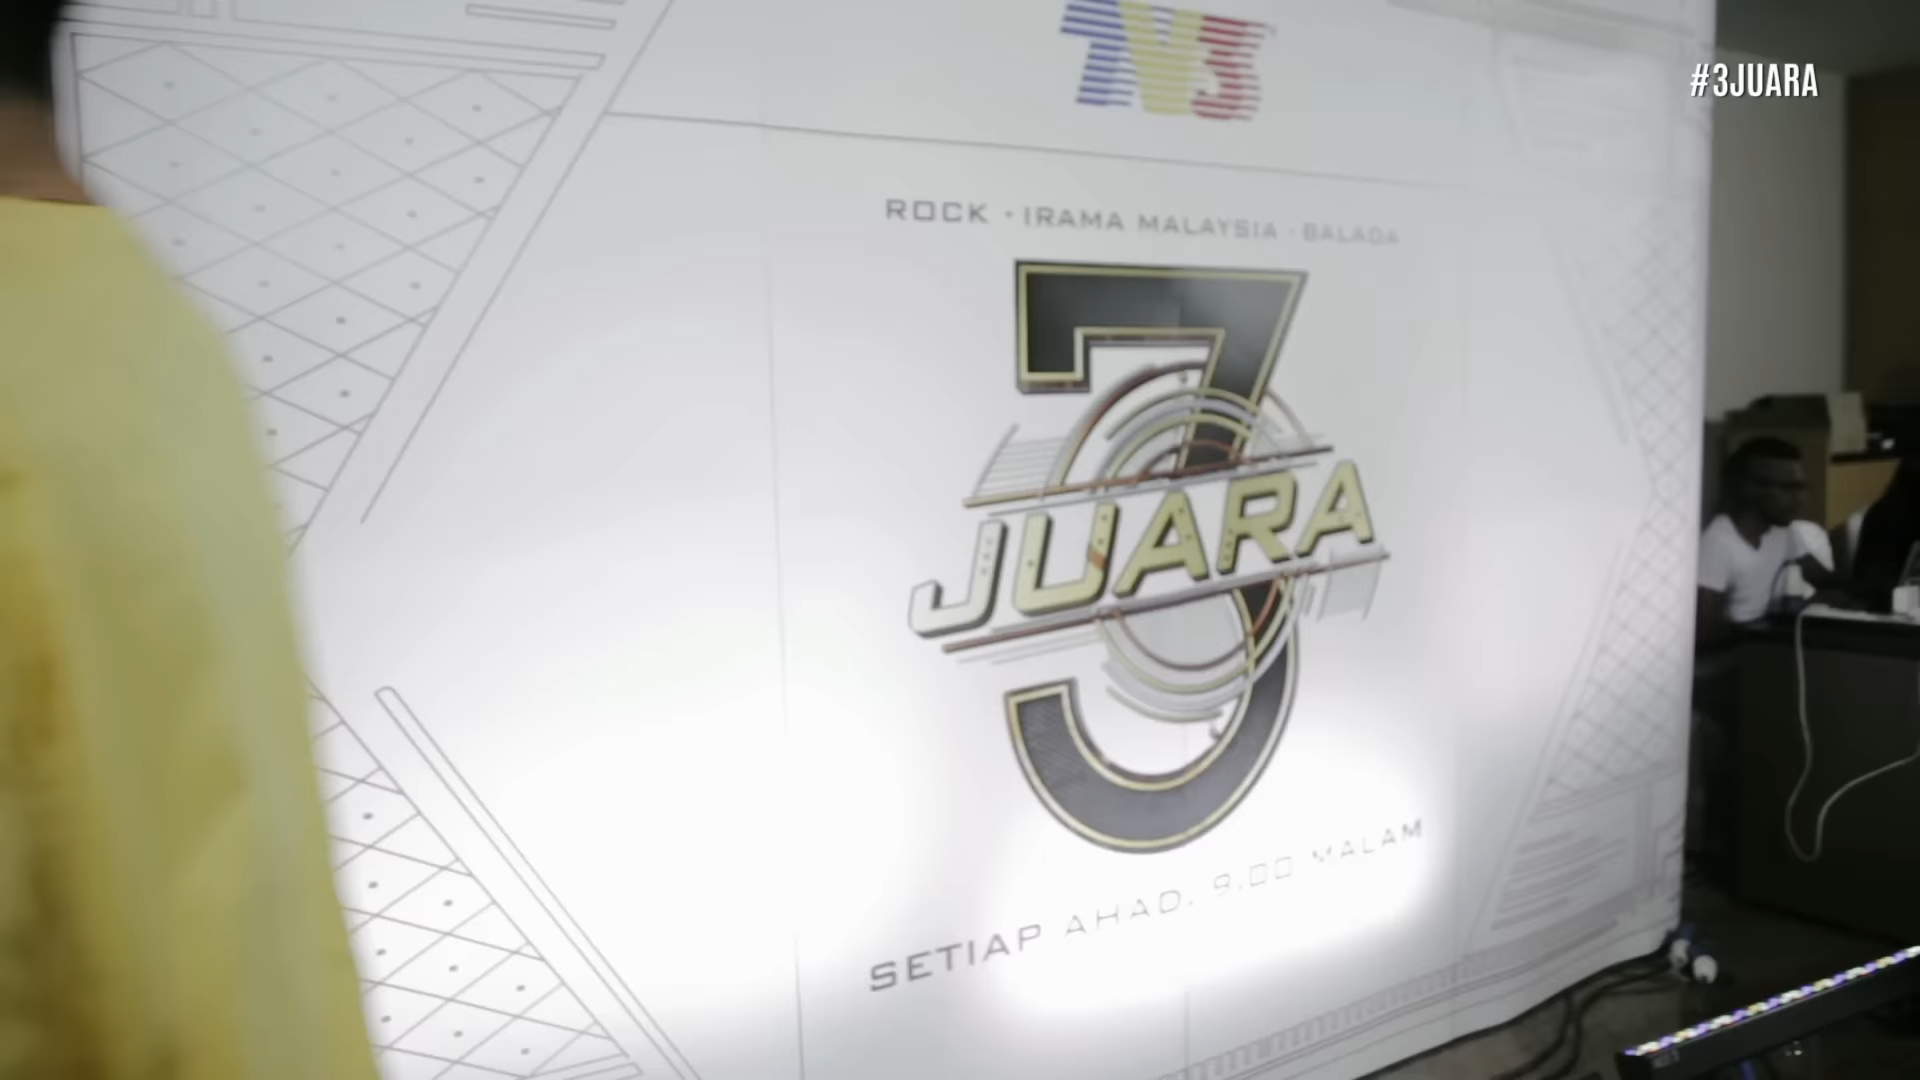 TV3
#3JUARA
ROCK • IRAMA MALAYSIA • BALADA
3
JUARA
SETIAP AHAD, 9.00 MALAM